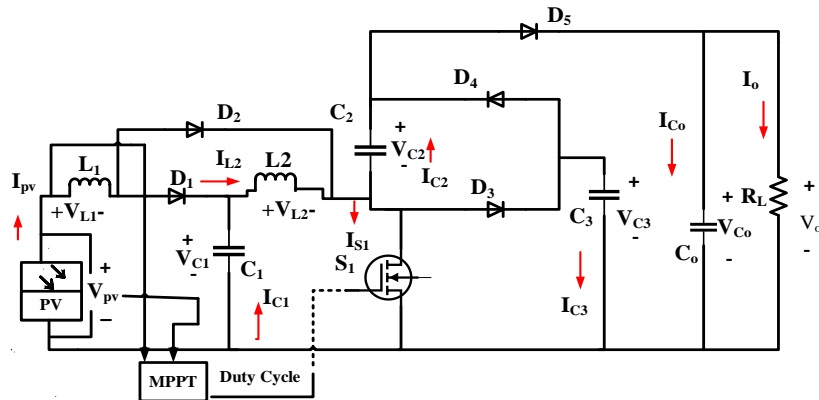 D5
D4
Io
C2
D2
ICo
+
VC2
-
IC2
L1
IL2
L2
D1
D3
Ipv
+VL1-
+VL2-
C3
+
VC3
-
RL
+
Vo
-
+
VCo
-
Co
IS1
S1
+
VC1
-
C1
+
Vpv
–
PV
IC1
IC3
MPPT
Duty Cycle